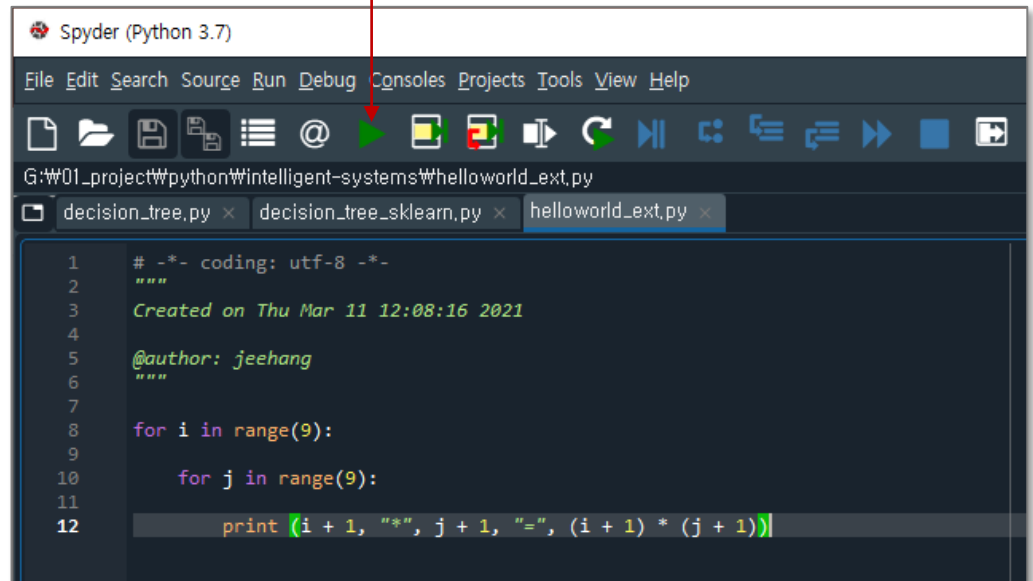 Spyder (Python 3.7)
File Edit Search Source Run Debug Consoles Projects Tools View Help
@
G:₩01_project₩python₩intelligent-systems₩helloworld_ext.py
decision_tree.py × decision_tree_sklearn.py × helloworld_ext.py ×
1 # -*- coding: utf-8 -*-
2 """
3 Created on Thu Mar 11 12:08:16 2021
4
5 @author: jeehang
6 """
7
8 for i in range(9):
9
10     for j in range(9):
11
12         print (i + 1, "*", j + 1, "=", (i + 1) * (j + 1))